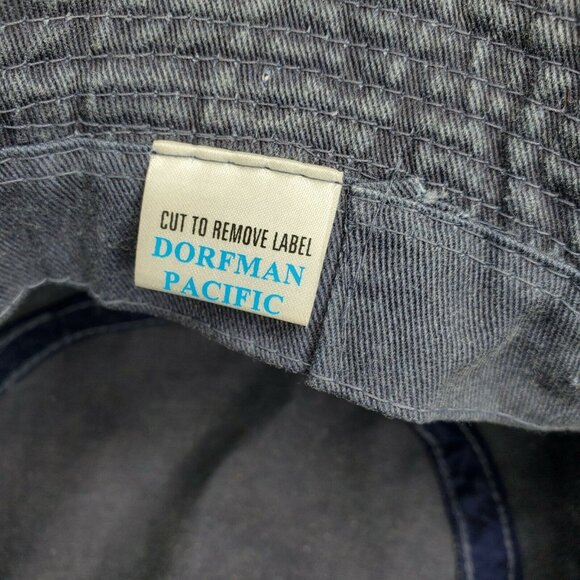 CUT TO REMOVE LABEL
DORFMAN
PACIFIC